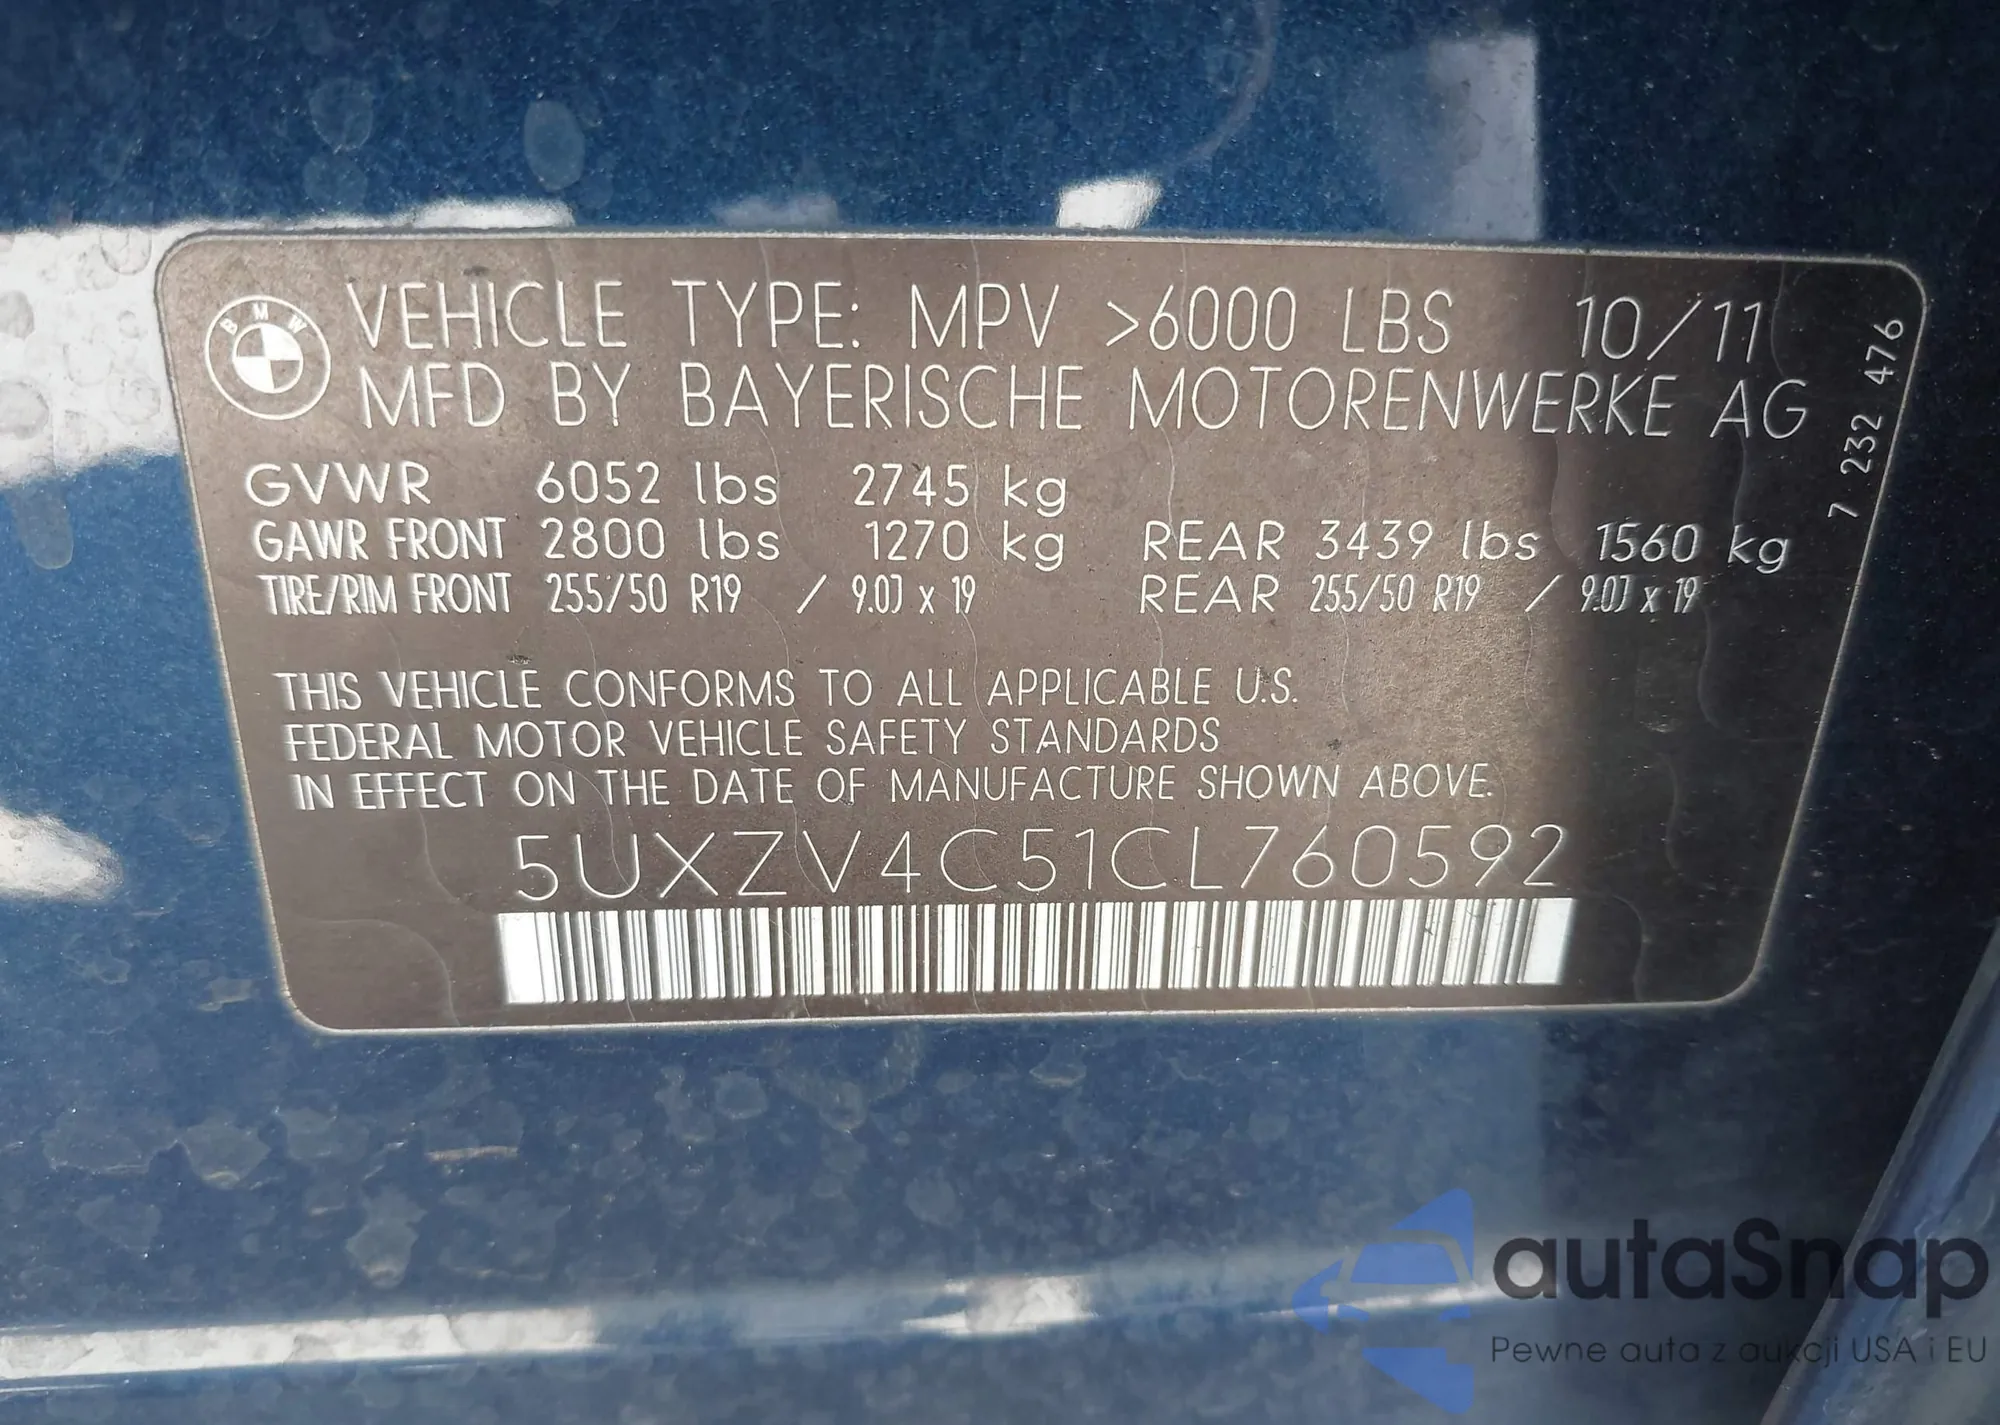 BMW
VEHICLE TYPE: MPV >6000 LBS 10/11
MFD BY BAYERISCHE MOTORENWERKE AG
7 232 476
GVWR 6052 lbs 2745 kg
GAWR FRONT 2800 lbs 1270 kg REAR 3439 lbs 1560 kg
TIRE/RIM FRONT 255/50 R19 / 9.0J x 19 REAR 255/50 R19 / 9.0J x 19
THIS VEHICLE CONFORMS TO ALL APPLICABLE U.S.
FEDERAL MOTOR VEHICLE SAFETY STANDARDS
IN EFFECT ON THE DATE OF MANUFACTURE SHOWN ABOVE.
5UXZV4C51CL760592
autaSnap
Pewne auta z aukcji USA i EU